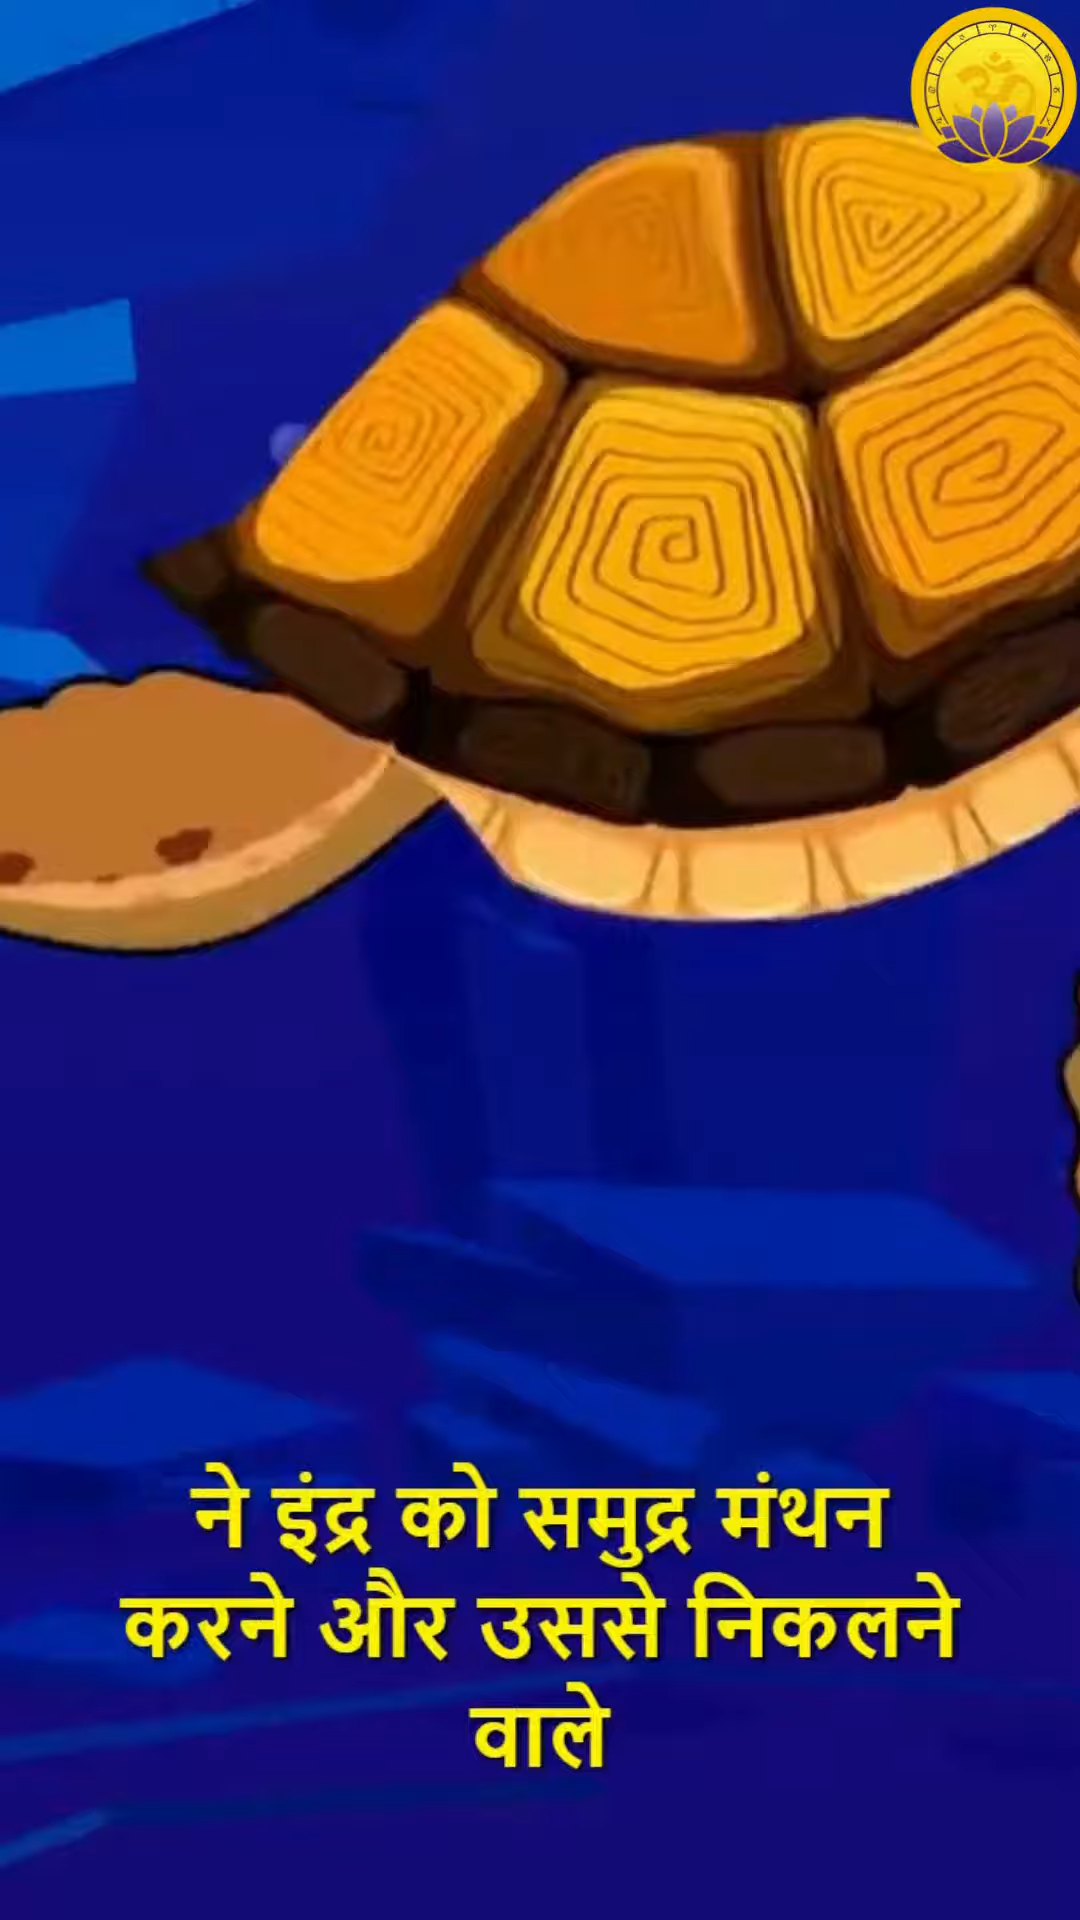 ने इंद्र को समुद्र मंथन
करने और उससे निकलने
वाले